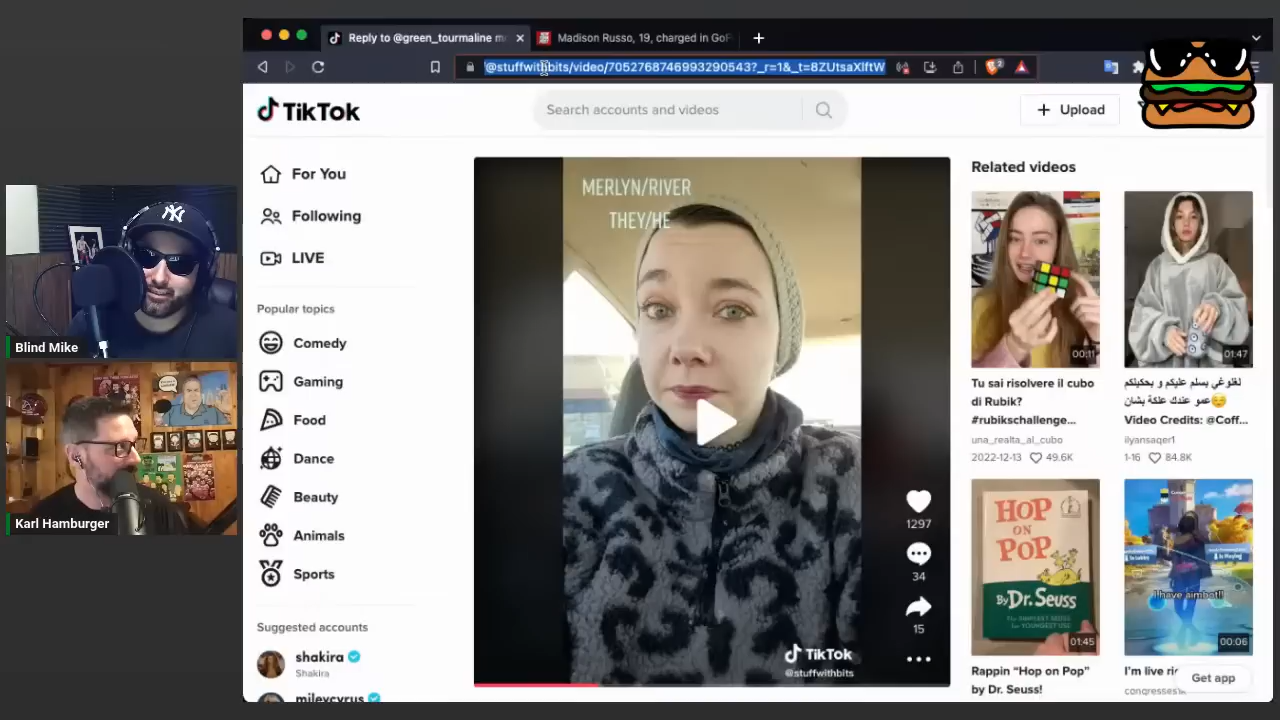 Reply to @green_tourmaline m
Madison Russo, 19, charged in GoF
@stuffwithbits/video/7052768746993290543?_r=1&_t=8ZUtsaXlftW
2
TikTok
Search accounts and videos
Upload
For You
Following
LIVE
Popular topics
Comedy
Gaming
Food
Dance
Beauty
Animals
Sports
Suggested accounts
shakira
Shakira
mileycyrus
MERLYN/RIVER
THEY/HE
1297
34
15
TikTok
@stuffwithbits
Related videos
00:11
Tu sai risolvere il cubo
di Rubik?
#rubikschallenge...
una_realta_al_cubo
2022-12-13
49.6K
01:47
Video Credits: @Coff...
ilyansaqer1
1-16
84.8K
HOP
ON
POP
By Dr. Seuss
01:45
Rappin “Hop on Pop”
by Dr. Seuss!
I have aimbot!!
00:06
I'm live ri
Get app
Blind Mike
Karl Hamburger